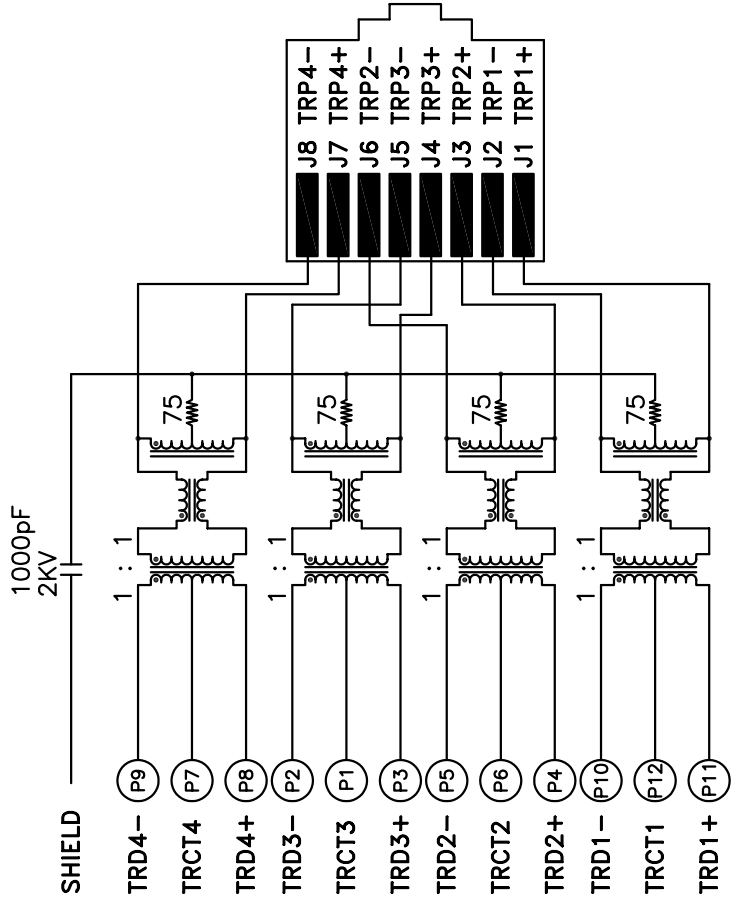 J8 TRP4-
J7 TRP4+
J6 TRP2-
J5 TRP3-
J4 TRP3+
J3 TRP2+
J2 TRP1-
J1 TRP1+
75
75
75
75
1000pF
2KV
1 : 1
1 : 1
1 : 1
1 : 1
P9
P7
P8
P2
P1
P3
P5
P6
P4
P10
P12
P11
SHIELD
TRD4-
TRCT4
TRD4+
TRD3-
TRCT3
TRD3+
TRD2-
TRCT2
TRD2+
TRD1-
TRCT1
TRD1+